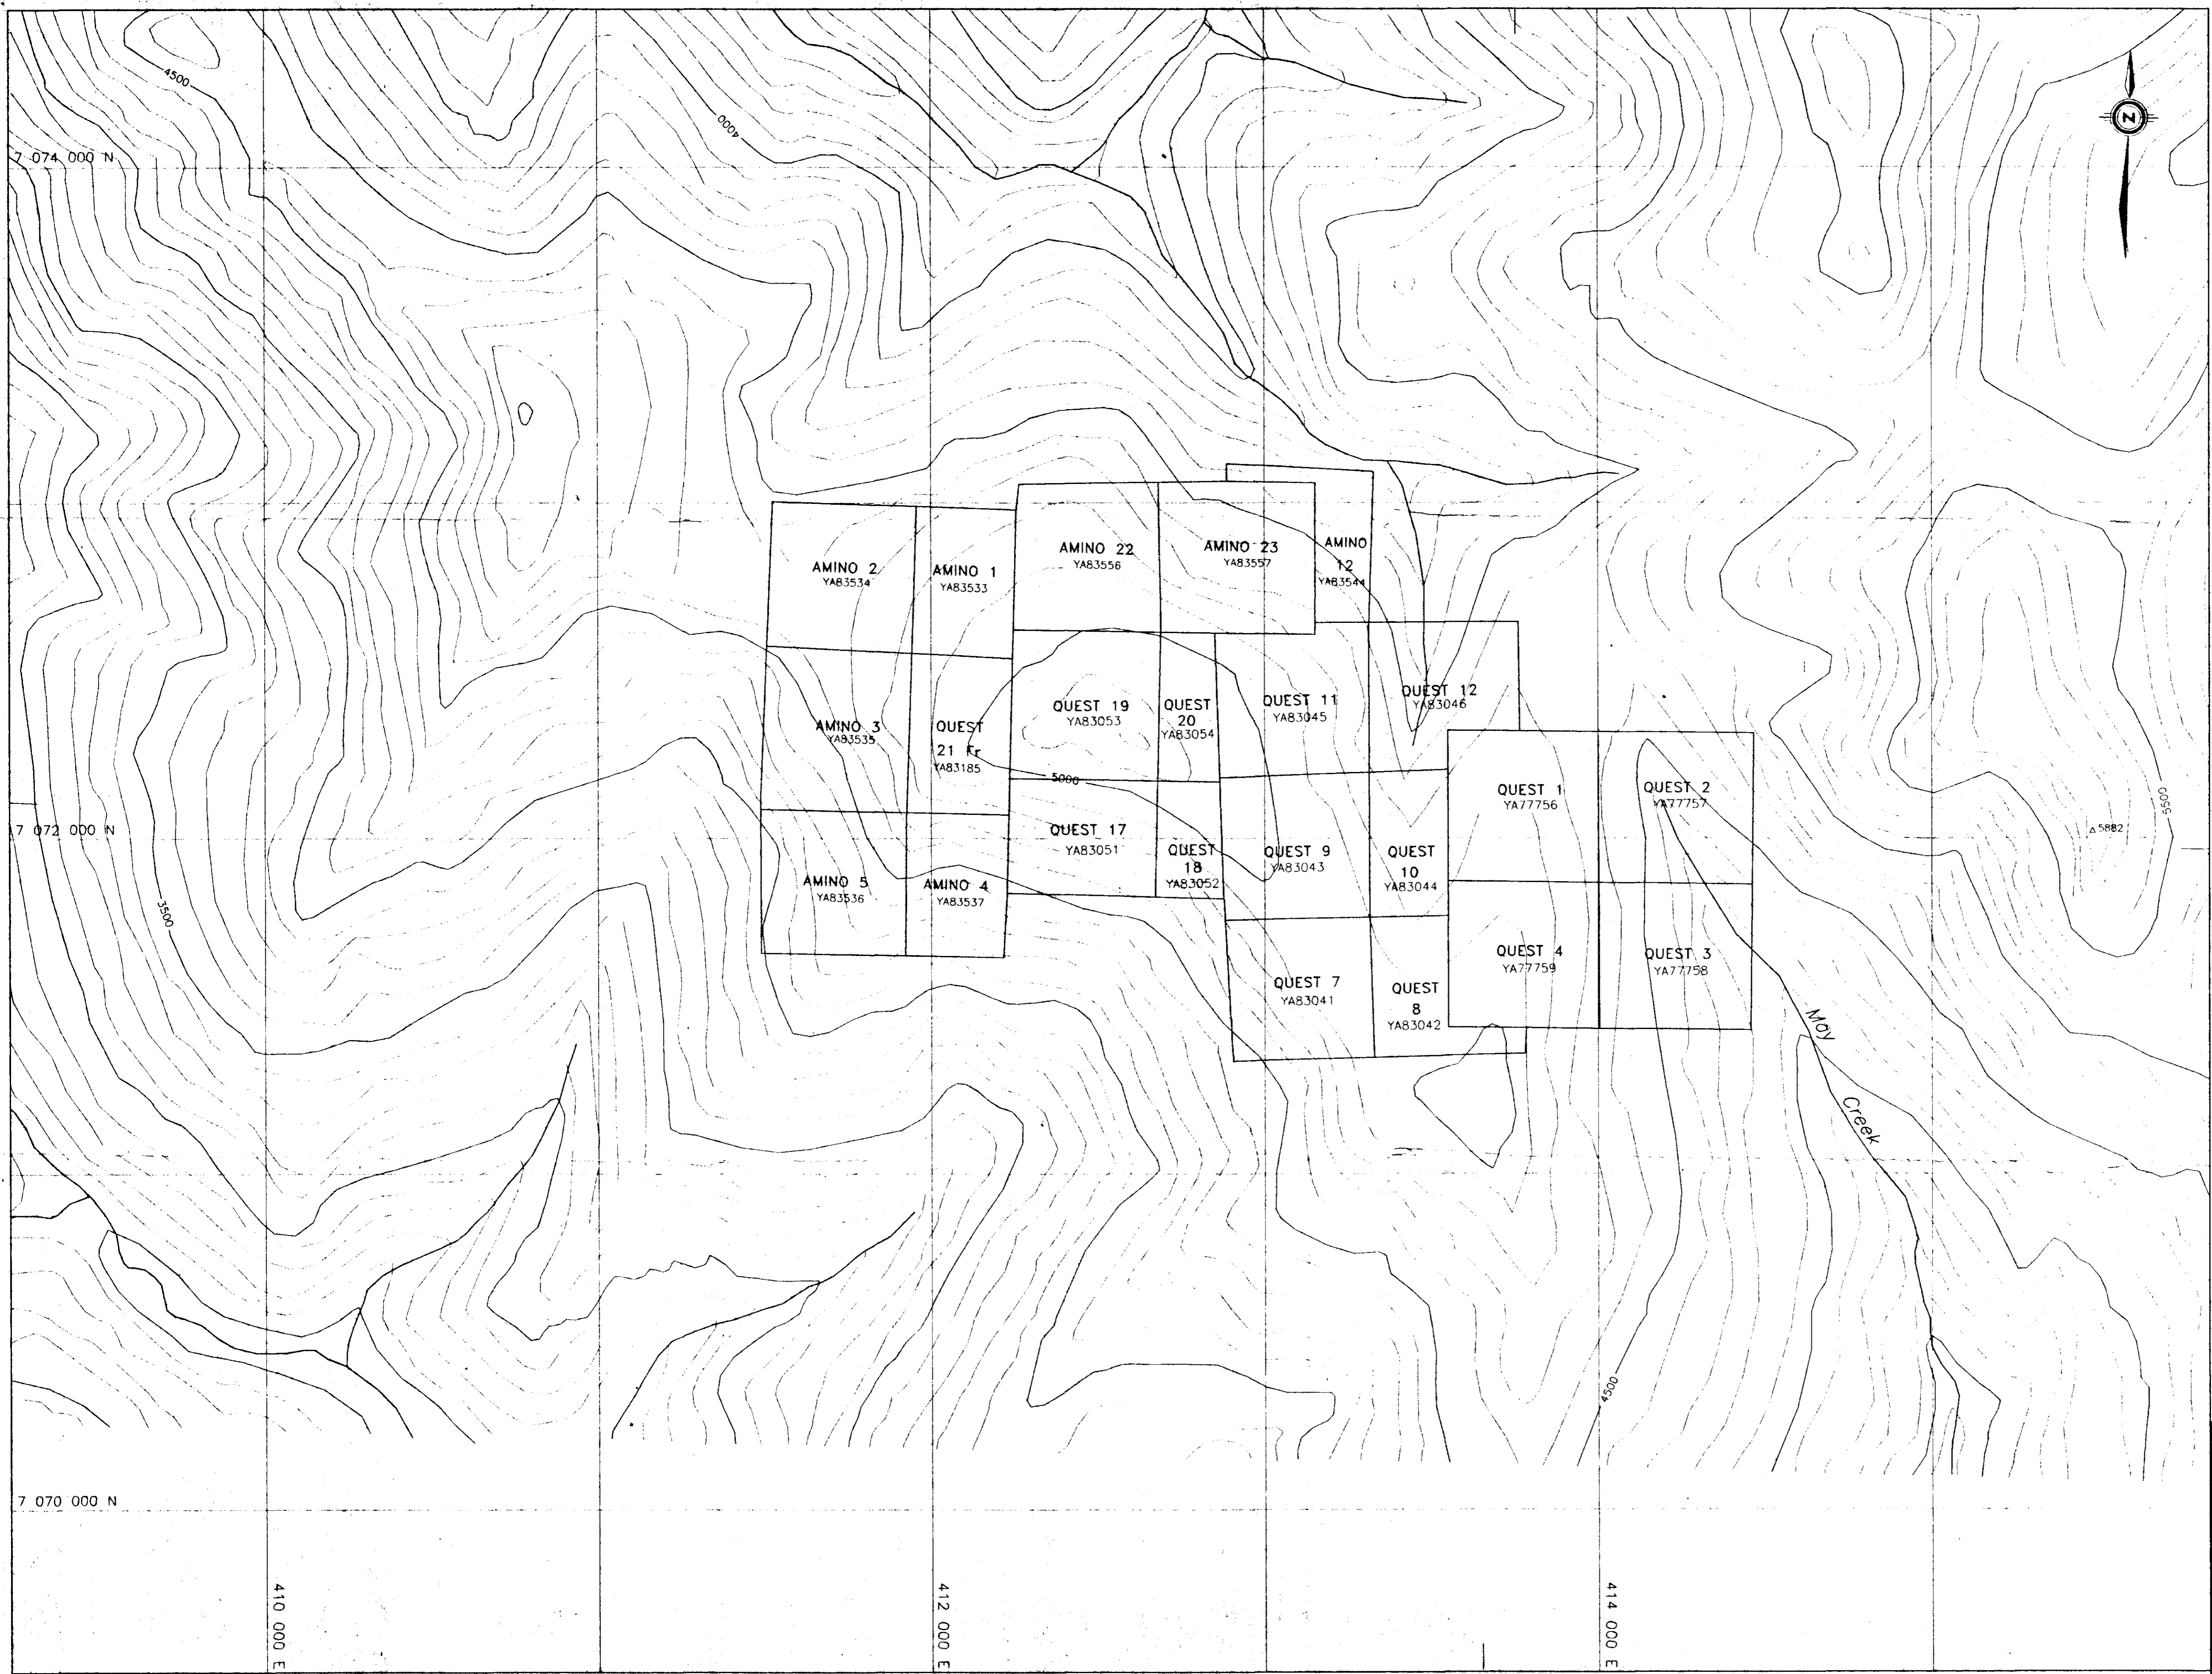 4500
4000
7 074 000 N
N
AMINO 2
YA83534
AMINO 1
YA83533
AMINO 22
YA83556
AMINO 23
YA83557
AMINO
12
YA83544
AMINO 3
YA83535
QUEST
21 Fr
YA83185
QUEST 19
YA83053
QUEST
20
YA83054
QUEST 11
YA83045
QUEST 12
YA83046
5000
QUEST 1
YA77756
QUEST 2
YA77757
5500
7 072 000 N
5882
QUEST 17
YA83051
QUEST
18
YA83052
QUEST 9
YA83043
QUEST
10
YA83044
AMINO 5
YA83536
AMINO 4
YA83537
3500
QUEST 4
YA77759
QUEST 3
YA77758
QUEST 7
YA83041
QUEST
8
YA83042
Moy
Creek
4500
7 070 000 N
410 000 E
412 000 E
414 000 E